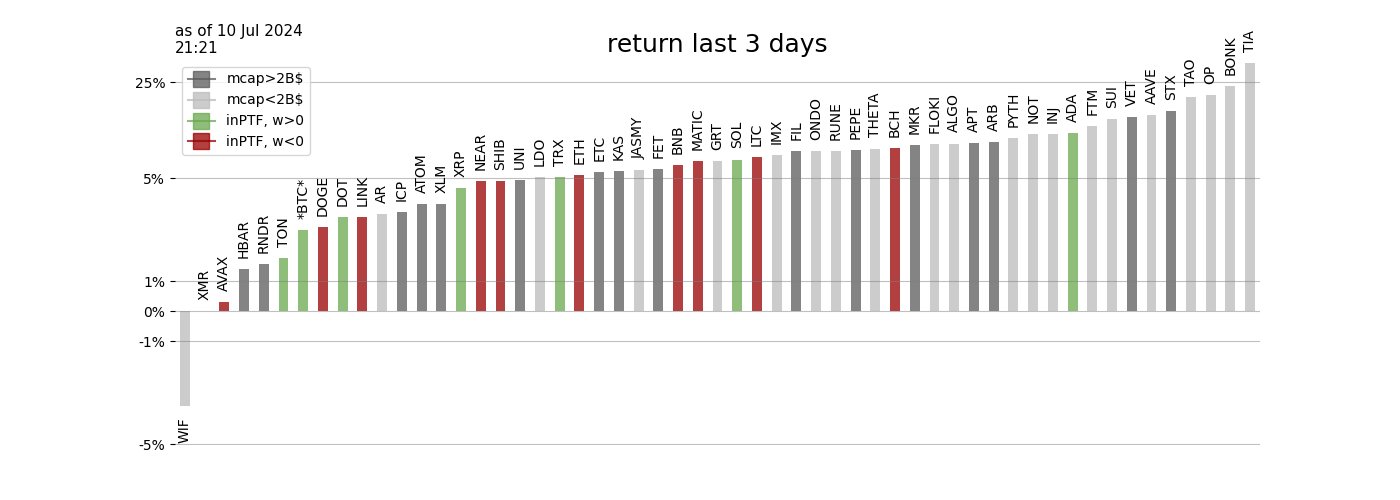 as of 10 Jul 2024
21:21
return last 3 days
mcap>2B$
mcap<2B$
inPTF, w>0
inPTF, w<0
25%
5%
1%
0%
-1%
-5%
WIF
XMR
AVAX
HBAR
RNDR
TON
*BTC*
DOGE
DOT
LINK
AR
ICP
ATOM
XLM
XRP
NEAR
SHIB
UNI
LDO
TRX
ETH
ETC
KAS
JASMY
FET
BNB
MATIC
GRT
SOL
LTC
IMX
FIL
ONDO
RUNE
PEPE
THETA
BCH
MKR
FLOKI
ALGO
APT
ARB
PYTH
NOT
INJ
ADA
FTM
SUI
VET
AAVE
STX
TAO
OP
BONK
TIA